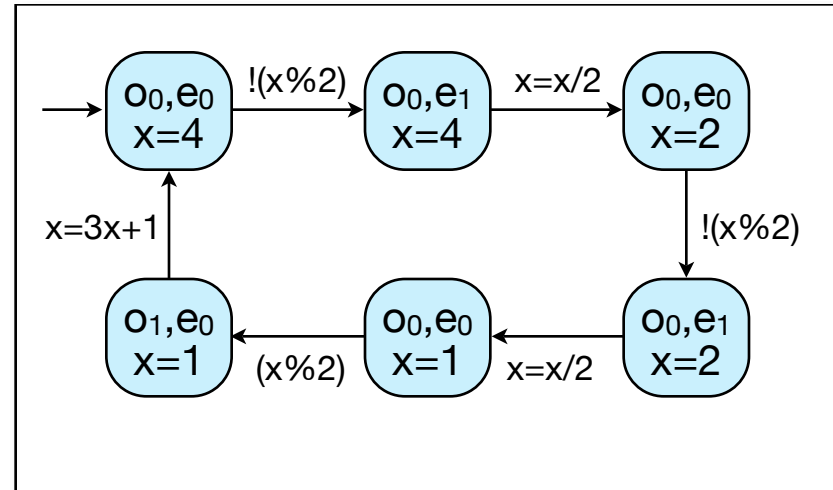 o₀,e₀
x=4
!(x%2)
o₀,e₁
x=4
x=x/2
o₀,e₀
x=2
x=3x+1
!(x%2)
o₁,e₀
x=1
(x%2)
o₀,e₀
x=1
x=x/2
o₀,e₁
x=2